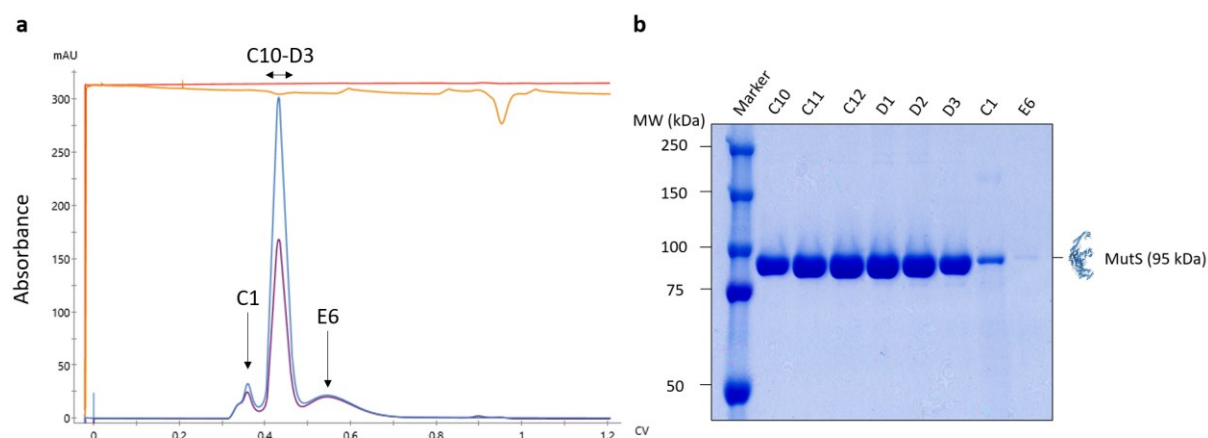 a
mAU
C10-D3
300
250
200
150
100
50
0
Absorbance
C1
E6
0 0.2 0.4 0.6 0.8 1 1.2
CV
b
MW (kDa)
Marker C10 C11 C12 D1 D2 D3 C1 E6
250
150
100
75
50
MutS (95 kDa)